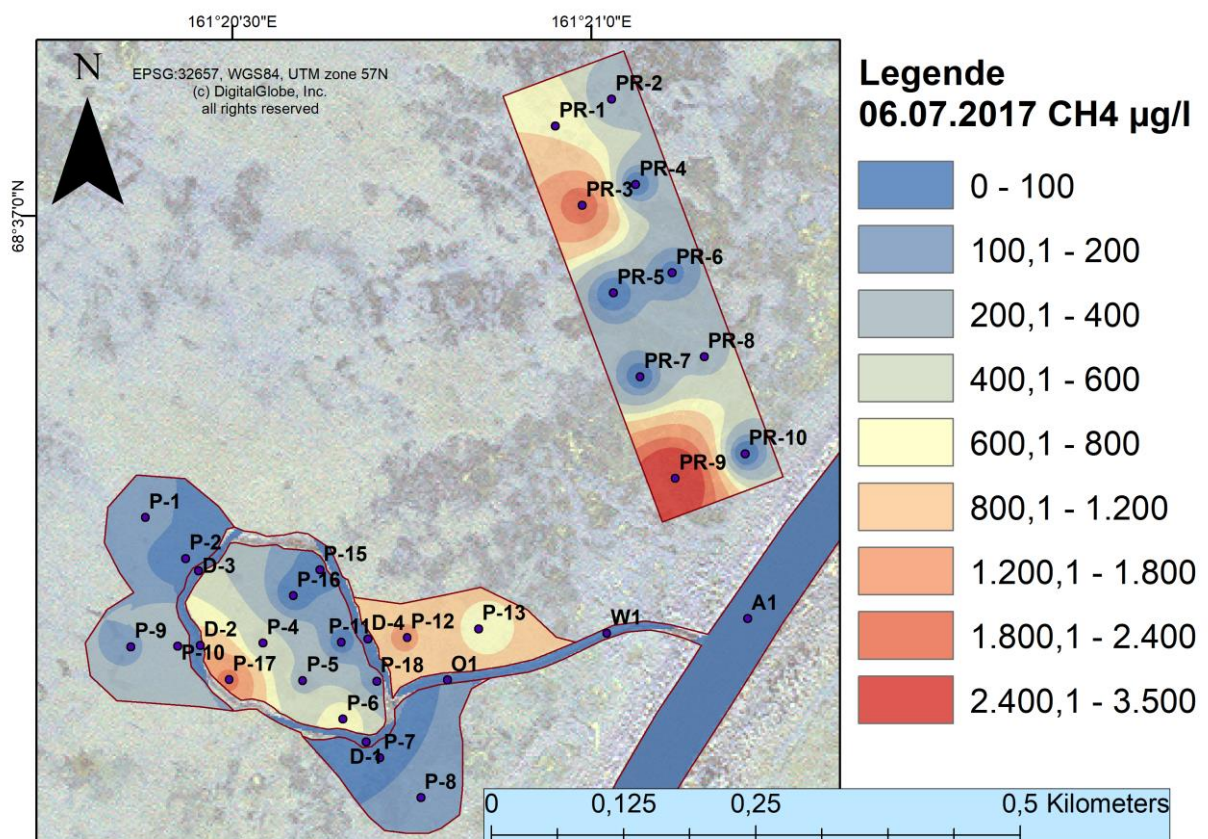 161°20'30"E
161°21'0"E
N
EPSG:32657, WGS84, UTM zone 57N
(c) DigitalGlobe, Inc.
all rights reserved
68°37'0"N
PR-2
PR-1
PR-4
PR-3
PR-6
PR-5
PR-8
PR-7
PR-10
PR-9
P-1
P-2
D-3
P-15
P-16
P-9
P-10
D-2
P-4
P-11
D-4
P-12
P-13
W1
A1
P-17
P-5
P-18
O1
P-6
P-7
D-1
P-8
0
0,125
0,25
0,5 Kilometers
Legende
06.07.2017 CH4 µg/l
0 - 100
100,1 - 200
200,1 - 400
400,1 - 600
600,1 - 800
800,1 - 1.200
1.200,1 - 1.800
1.800,1 - 2.400
2.400,1 - 3.500